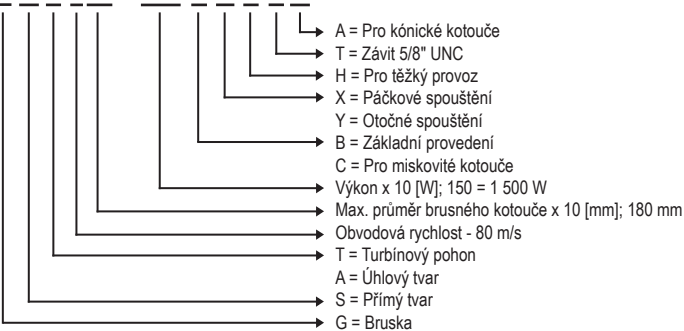 A = Pro kónické kotouče
T = Závit 5/8" UNC
H = Pro těžký provoz
X = Páčkové spouštění
Y = Otočné spouštění
B = Základní provedení
C = Pro miskovité kotouče
Výkon x 10 [W]; 150 = 1 500 W
Max. průměr brusného kotouče x 10 [mm]; 180 mm
Obvodová rychlost - 80 m/s
T = Turbínový pohon
A = Úhlový tvar
S = Přímý tvar
G = Bruska